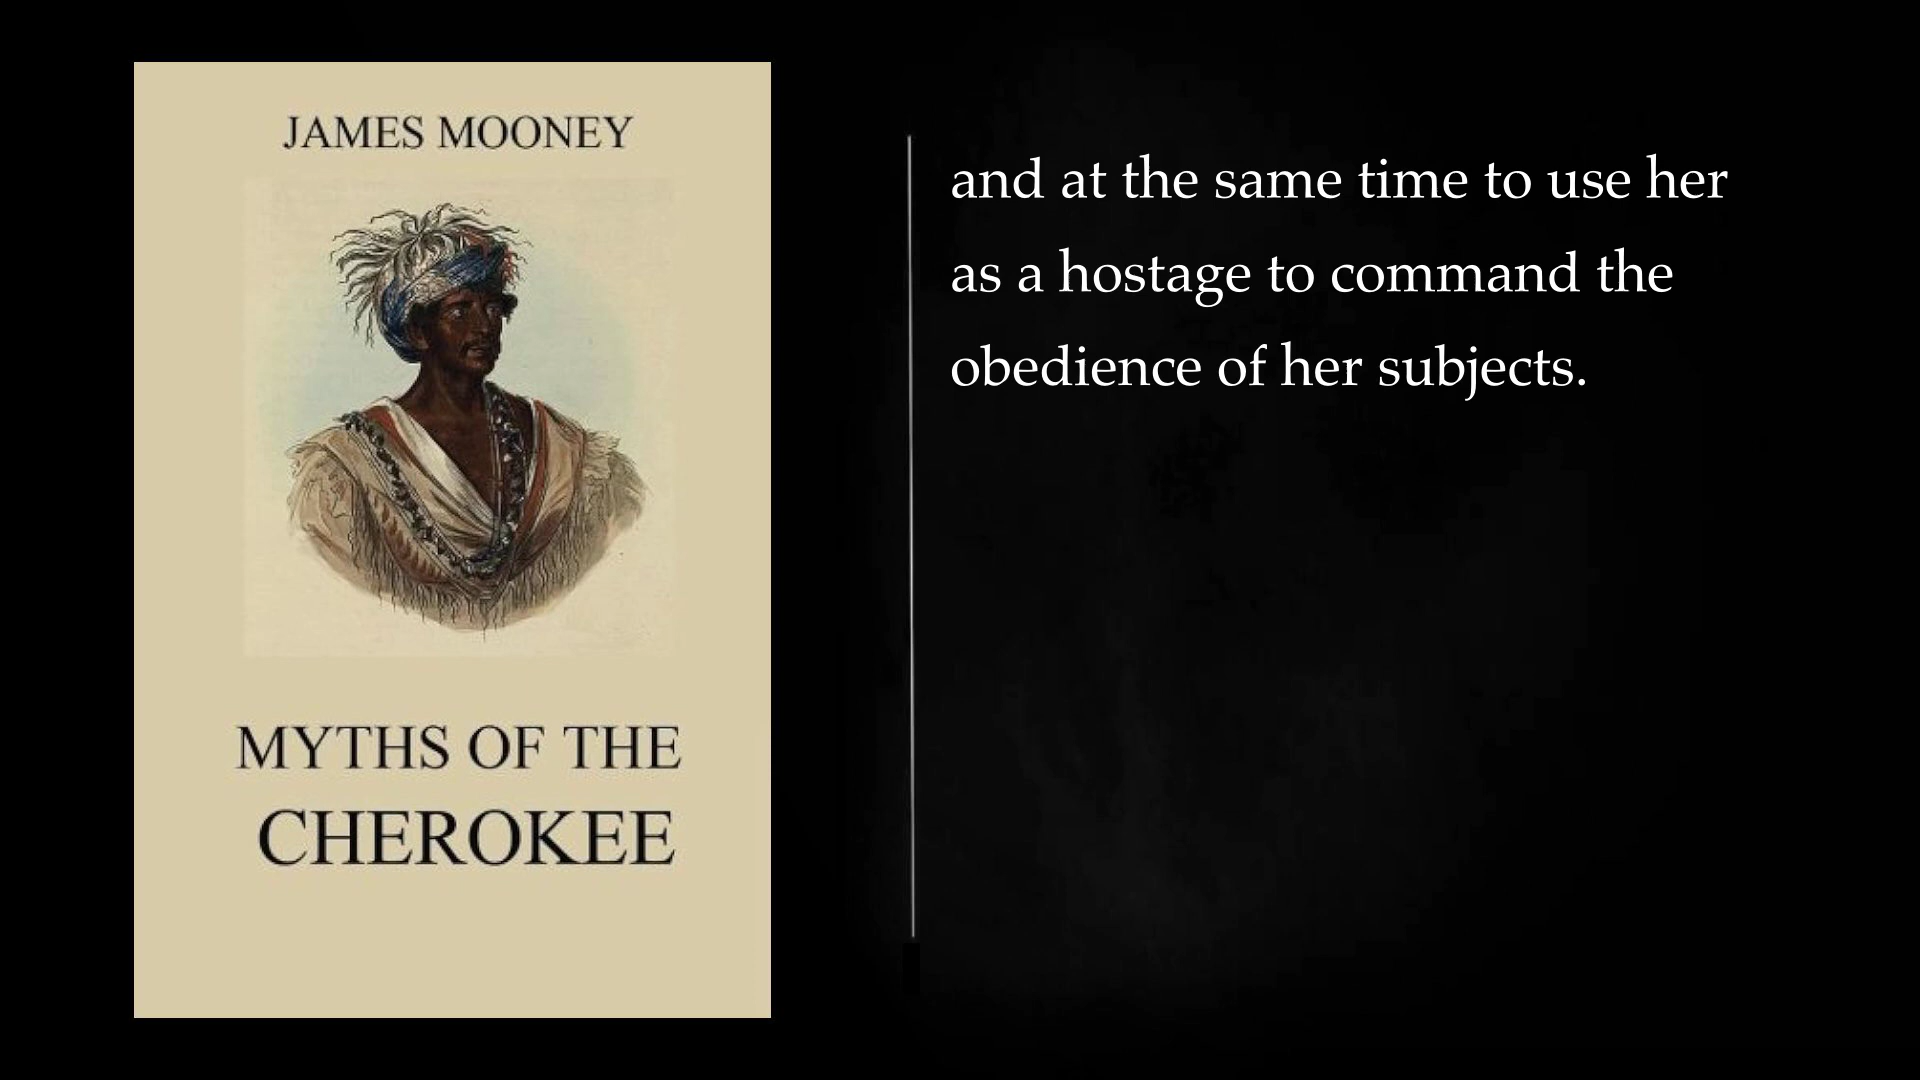 JAMES MOONEY
MYTHS OF THE
CHEROKEE
and at the same time to use her
as a hostage to command the
obedience of her subjects.